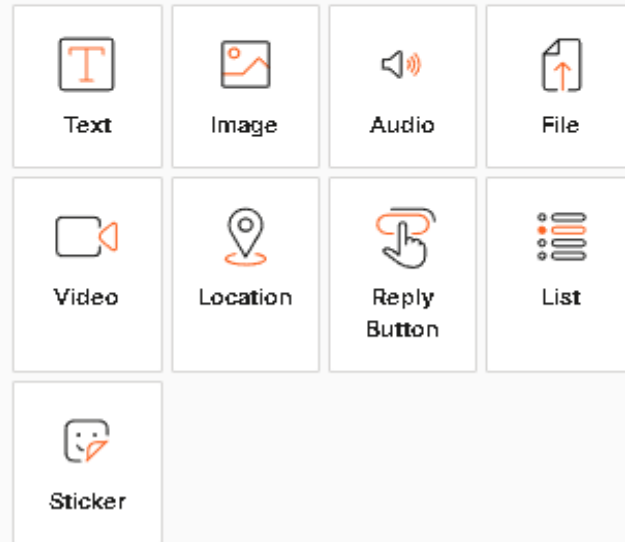 Text
Image
Audio
File
Video
Location
Reply
Button
List
Sticker